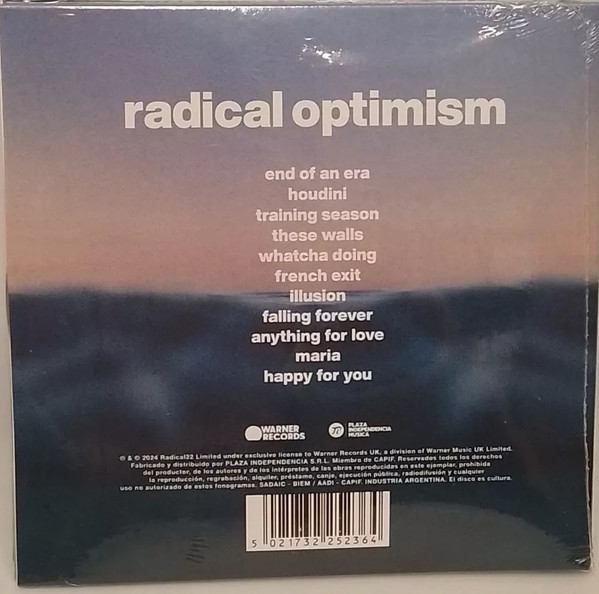 radical optimism
end of an era
houdini
training season
these walls
whatcha doing
french exit
illusion
falling forever
anything for love
maria
happy for you
WARNER
RECORDS
PLAZA
INDEPENDENCIA
MÚSICA
℗ & © 2024 Radical22 Limited under exclusive license to Warner Records UK, a division of Warner Music UK Limited.
Fabricado y distribuido por PLAZA INDEPENDENCIA S.R.L. Miembro de CAPIF. Reservados todos los derechos
del productor, de los autores y de los intérpretes de las obras reproducidas en este ejemplar, prohibida
la reproducción, regrabación, alquiler, préstamo, canje, ejecución pública, radiodifusión y cualquier
uso no autorizado de estos fonogramas. SADAIC - BIEM / AADI - CAPIF. INDUSTRIA ARGENTINA. El disco es cultura.
5 021732 252364